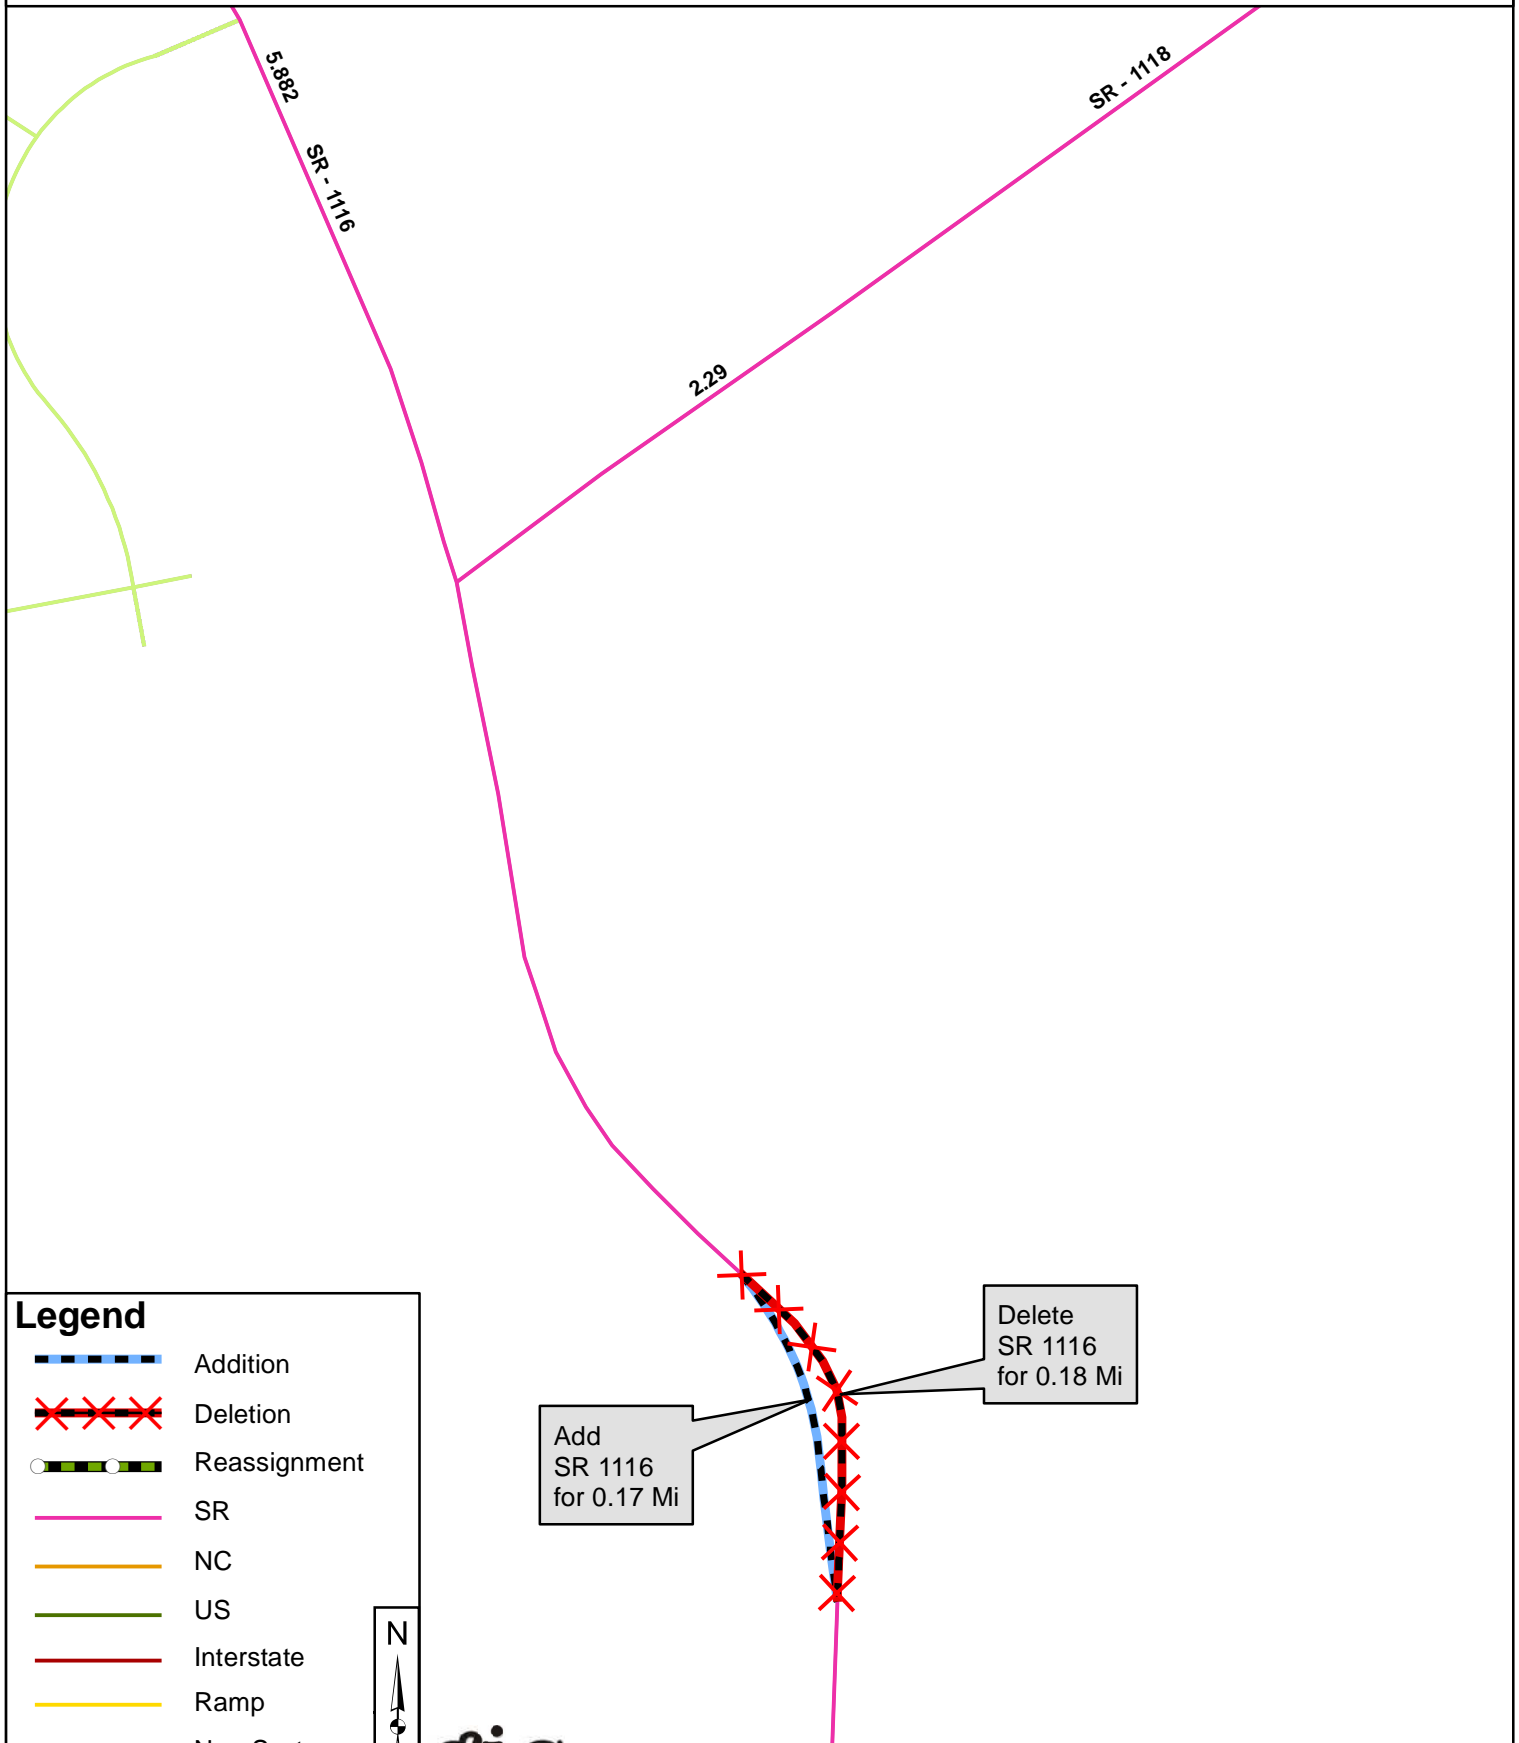 5.882
SR - 1116
SR - 1118
2.29
Delete
SR 1116
for 0.18 Mi
Add
SR 1116
for 0.17 Mi
Legend
Addition
Deletion
Reassignment
SR
NC
US
Interstate
Ramp
N